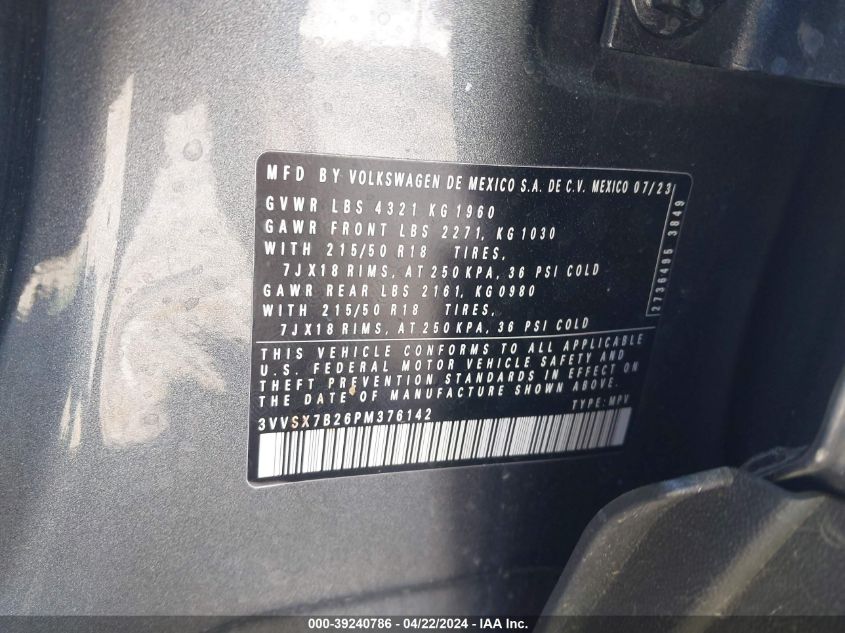 MFD BY VOLKSWAGEN DE MEXICO S.A. DE C.V. MEXICO 07/23
GVWR LBS 4321 KG 1960
GAWR FRONT LBS 2271, KG 1030
WITH 215/50 R18 TIRES,
7JX18 RIMS, AT 250 KPA, 36 PSI COLD
GAWR REAR LBS 2161, KG 0980
WITH 215/50 R18 TIRES,
7JX18 RIMS, AT 250 KPA, 36 PSI COLD
2736495 3849
THIS VEHICLE CONFORMS TO ALL APPLICABLE
U.S. FEDERAL MOTOR VEHICLE SAFETY AND
THEFT PREVENTION STANDARDS IN EFFECT ON
THE DATE OF MANUFACTURE SHOWN ABOVE.
3VVSX7B26PM376142 TYPE: MPV
000-39240786 - 04/22/2024 - IAA Inc.